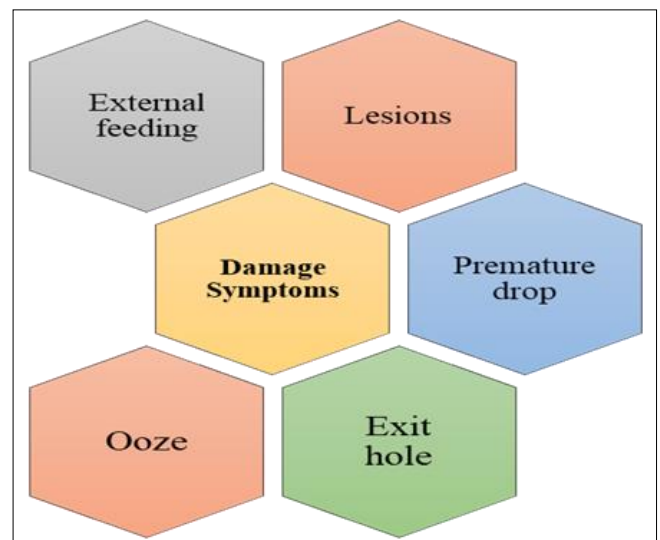 External
feeding
Lesions
Damage
Symptoms
Premature
drop
Ooze
Exit
hole